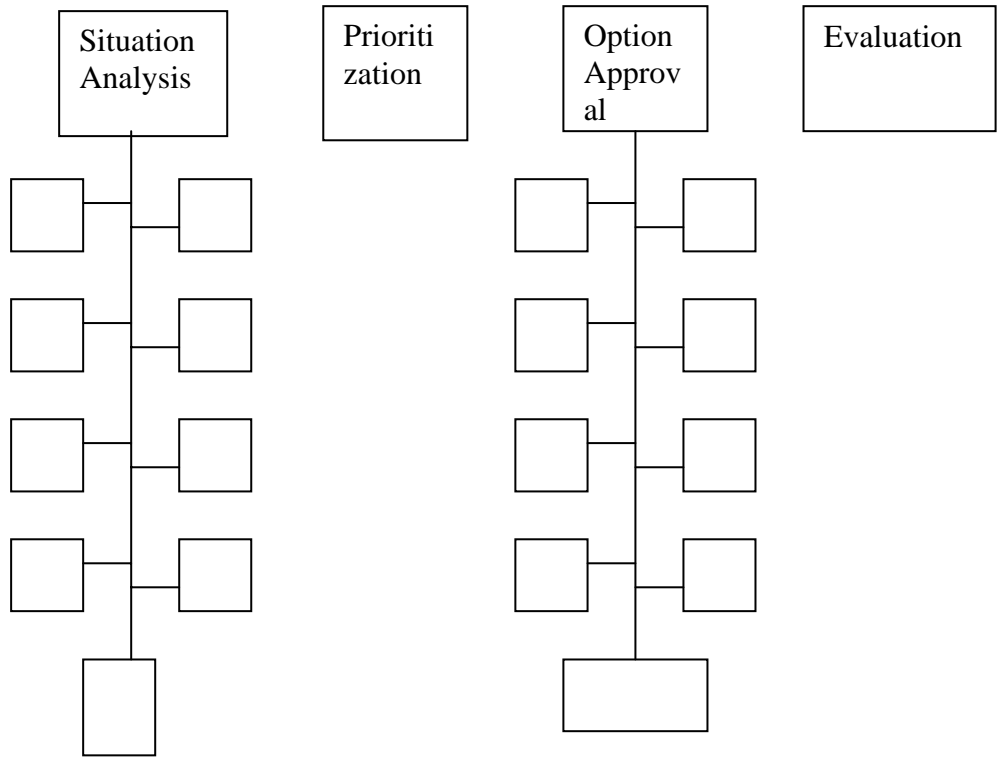 Situation
Analysis
Prioriti
zation
Option
Approv
al
Evaluation